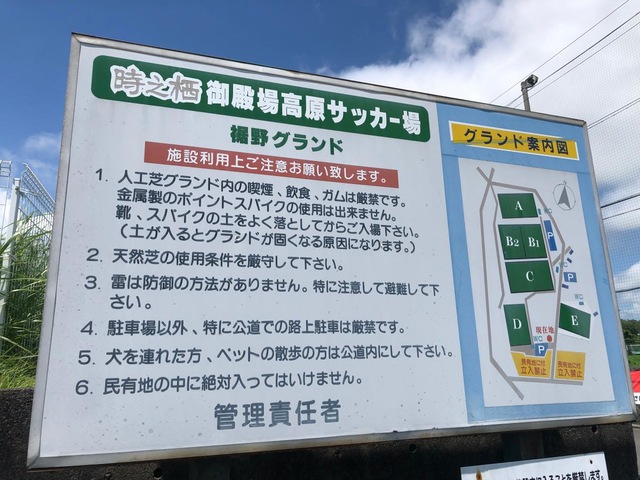 時之栖 御殿場高原サッカー場
裾野グランド
施設利用上ご注意お願い致します。
1. 人工芝グランド内の喫煙、飲食、ガムは厳禁です。
金属製のポイントスパイクの使用は出来ません。
靴、スパイクの土をよく落としてからご入場下さい。
(土が入るとグランドが固くなる原因になります。)
2. 天然芝の使用条件を厳守して下さい。
3. 雷は防御の方法がありません。特に注意して避難して下
さい。
4. 駐車場以外、特に公道での路上駐車は厳禁です。
5. 犬を連れた方、ペットの散歩の方は公道内にして下さい。
6. 民有地の中に絶対入ってはいけません。
管理責任者
グランド案内図
A
B2 B1
C
D
E
P
P
WC
WC
P
現在地
民有地に付
立入禁止
民有地に付
立入禁止